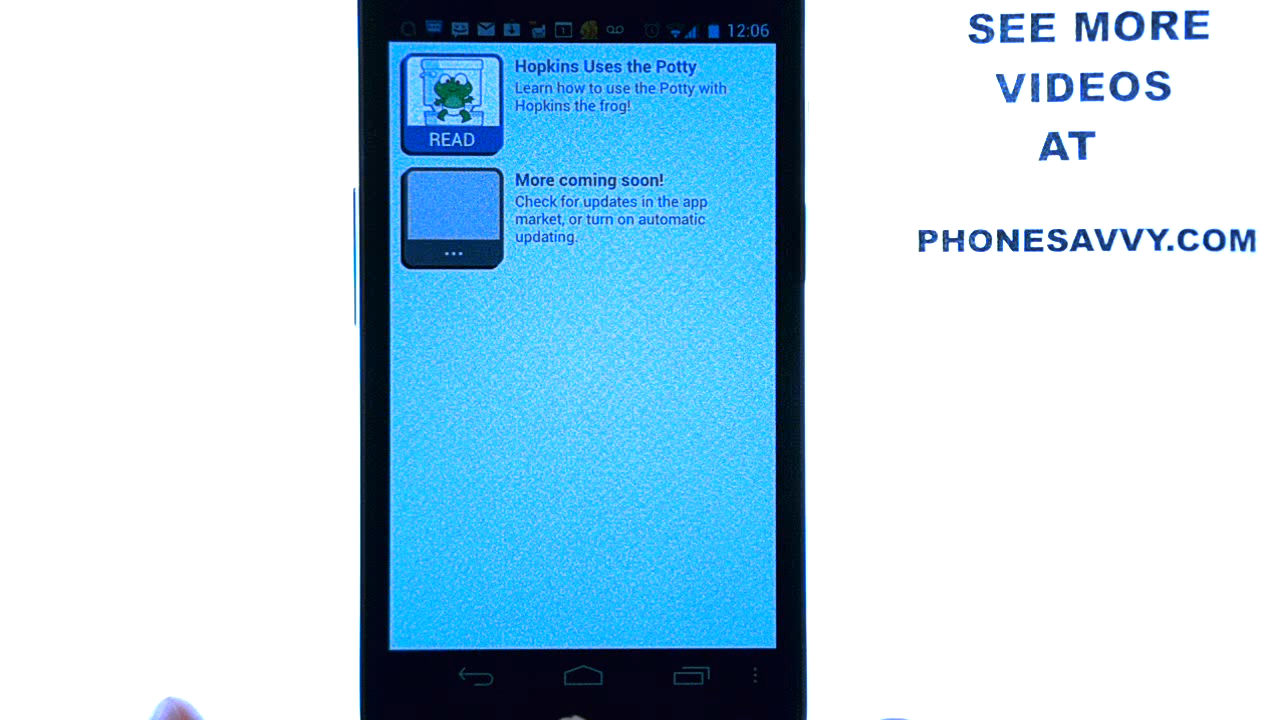 12:06
Hopkins Uses the Potty
Learn how to use the Potty with
Hopkins the frog!
READ
More coming soon!
Check for updates in the app
market, or turn on automatic
updating.
...
SEE MORE
VIDEOS
AT
PHONESAVVY.COM